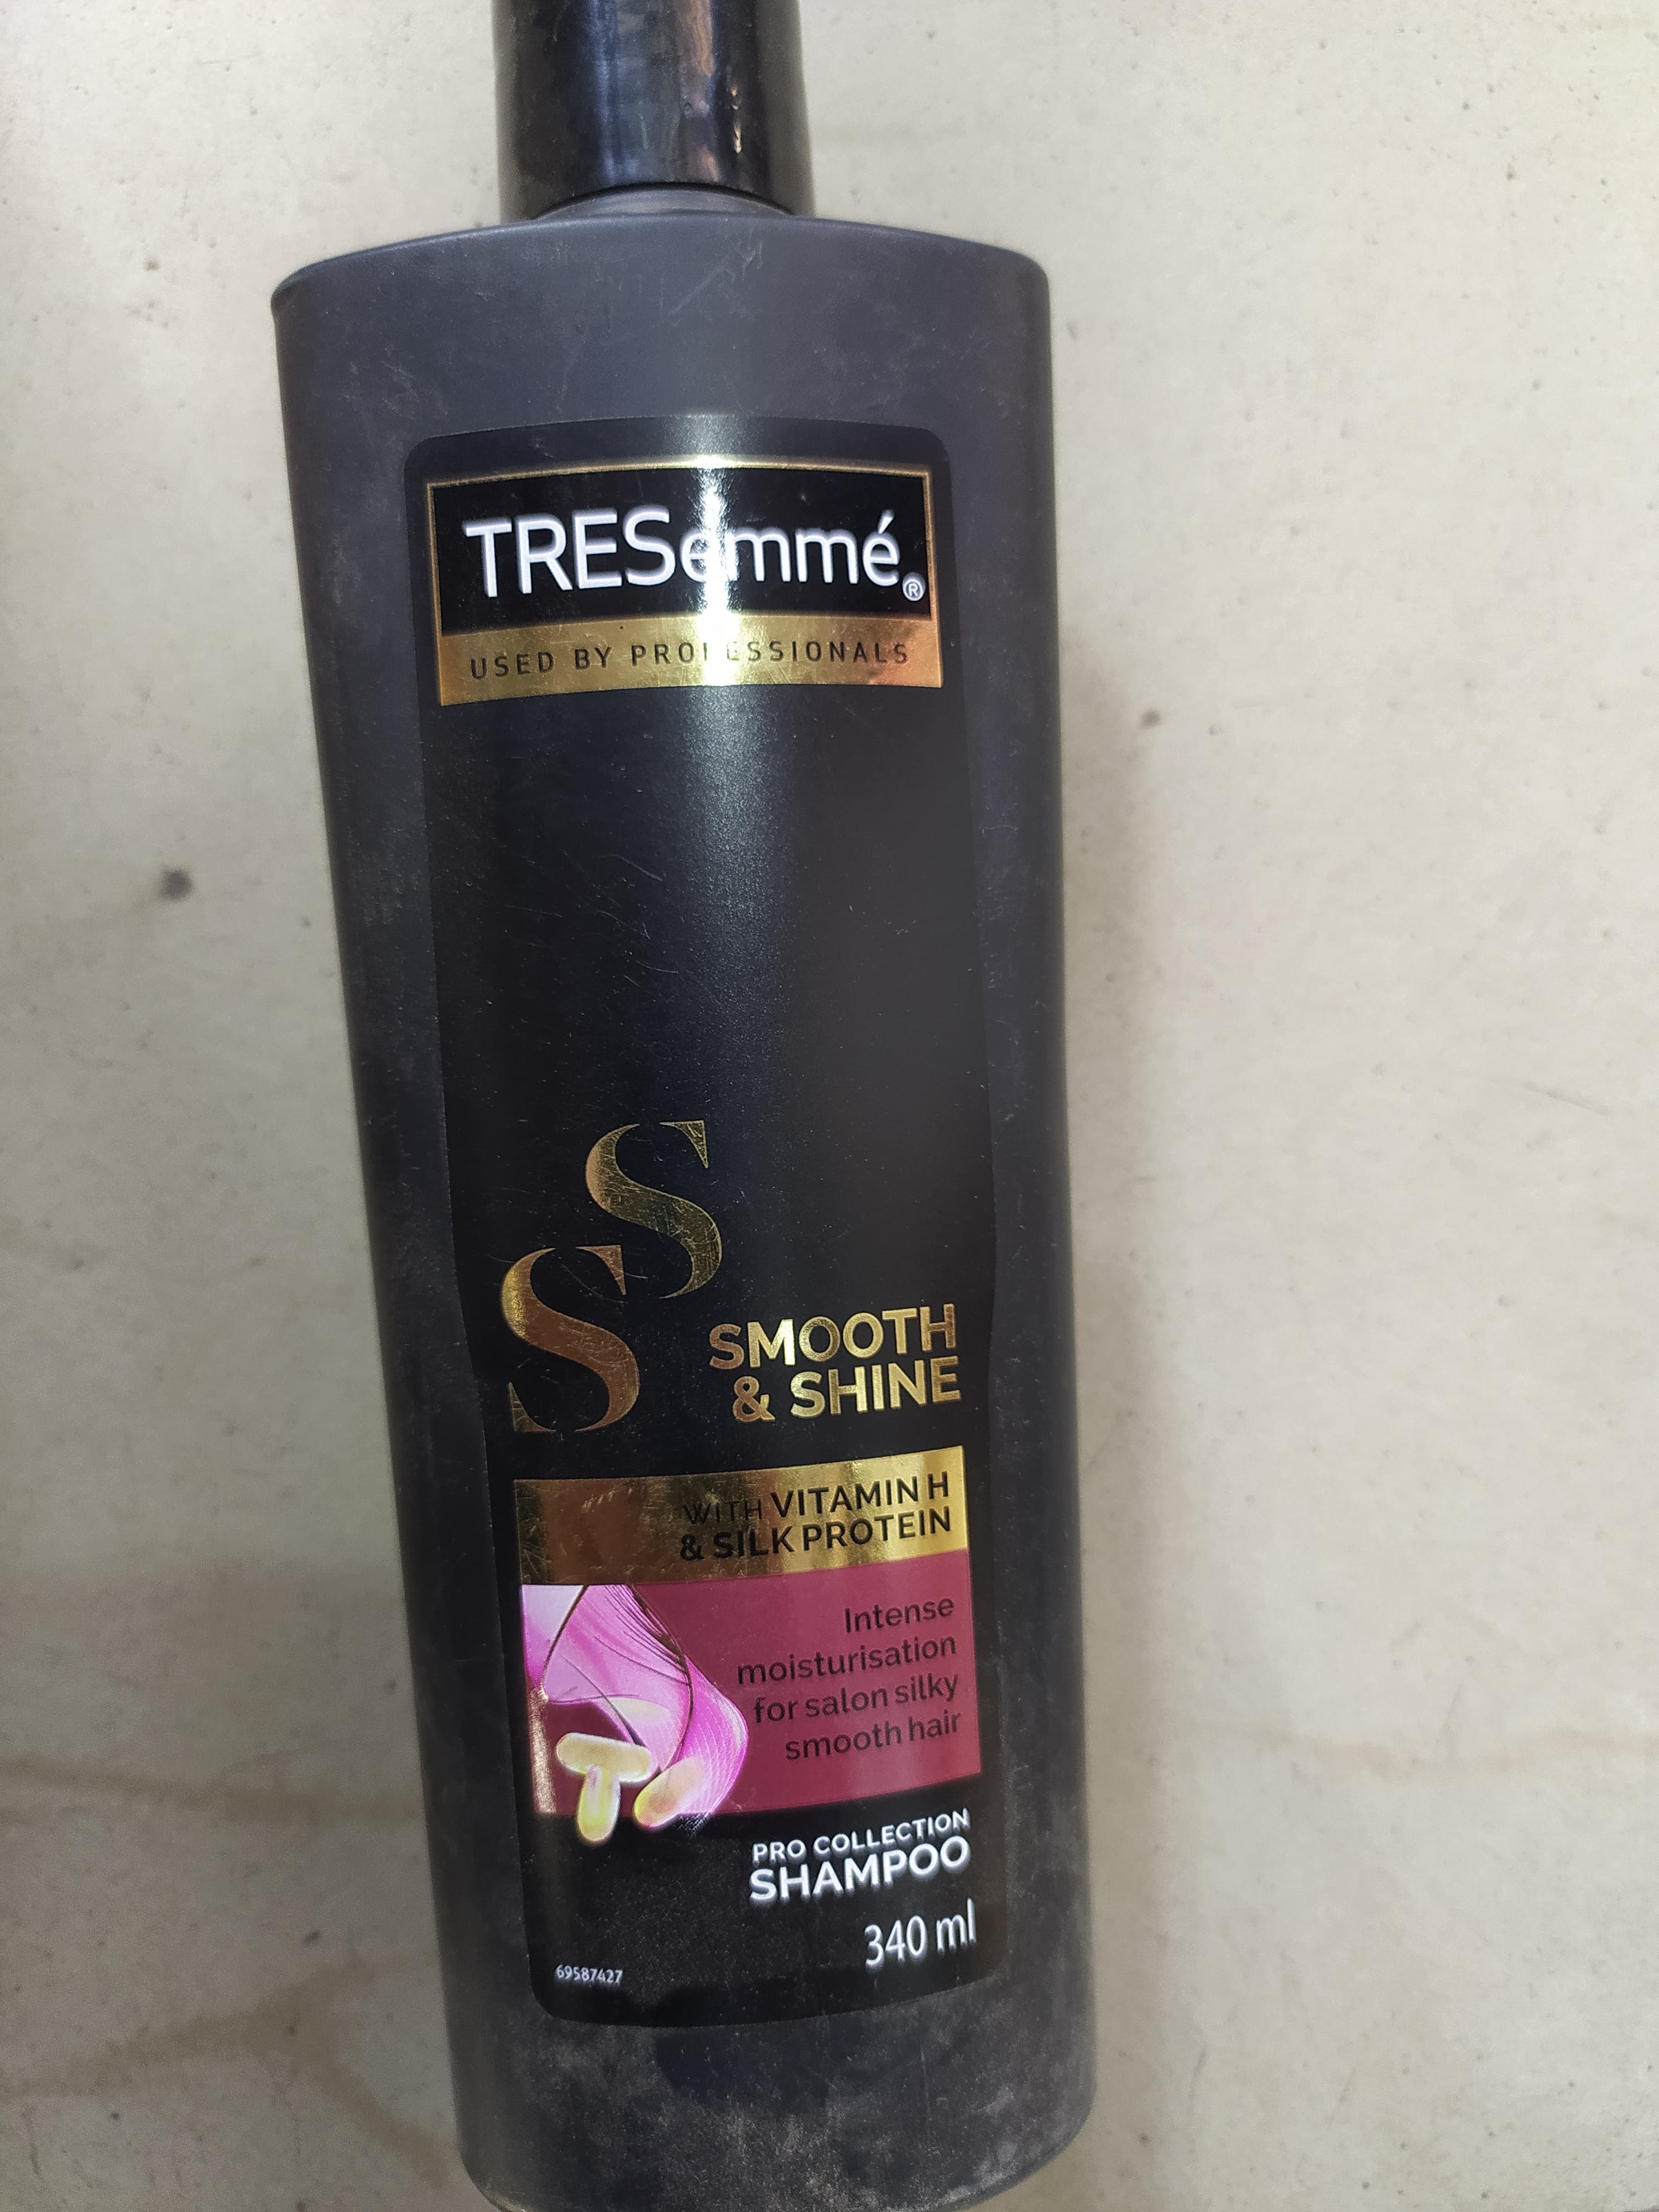 TRESemmé®
USED BY PROFESSIONALS
S
S
SMOOTH
& SHINE
WITH VITAMIN H
& SILK PROTEIN
Intense
moisturisation
for salon silky
smooth hair
PRO COLLECTION
SHAMPOO
340 ml
69587427